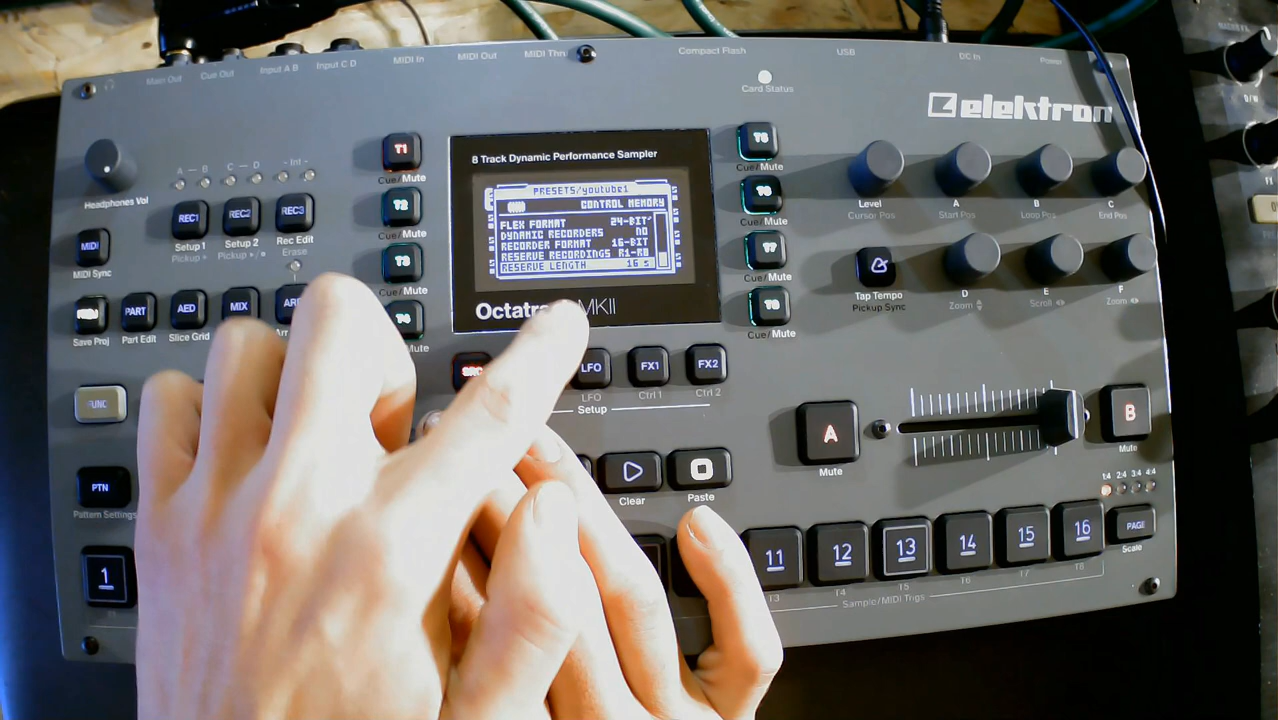 Main Out
Cue Out
Input A B
Input C D
MIDI In
MIDI Out
MIDI Thru
Compact Flash
USB
DC In
Power
Card Status
elektron
Headphones Vol
A — B
C — D
Int
REC1
REC2
REC3
Setup 1
Setup 2
Rec Edit
Pickup
Pickup
Erase
MIDI
MIDI Sync
Save Proj
PART
Part Edit
AED
Slice Grid
MIX
FUNC
PTN
Pattern Settings
1
T1
Cue/Mute
T2
Cue/Mute
T3
Cue/Mute
T4
Mute
8 Track Dynamic Performance Sampler
PRESETS/youtube1
CONTROL MEMORY
FLEX FORMAT 24-BIT
DYNAMIC RECORDERS NO
RECORDER FORMAT 16-BIT
RESERVE RECORDINGS R1-R8
RESERVE LENGTH 16 s
MKII
T5
Cue/Mute
T6
Cue/Mute
T7
Cue/Mute
T8
Cue/Mute
LFO
FX1
FX2
LFO
Ctrl 1
Ctrl 2
Setup
Clear
Paste
Level
Cursor Pos
A
Start Pos
B
Loop Pos
C
End Pos
Tap Tempo
Pickup Sync
D
Zoom
E
Scroll
F
Zoom
A
Mute
B
Mute
1:4 2:4 3:4 4:4
PAGE
Scale
11
12
13
14
15
16
T3
T4
T5
T6
T7
T8
Sample/MIDI Trigs